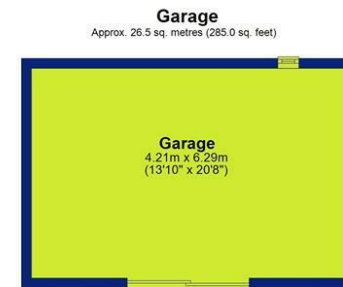 Garage
Approx. 26.5 sq. metres (285.0 sq. feet)
Garage
4.21m x 6.29m
(13'10" x 20'8")